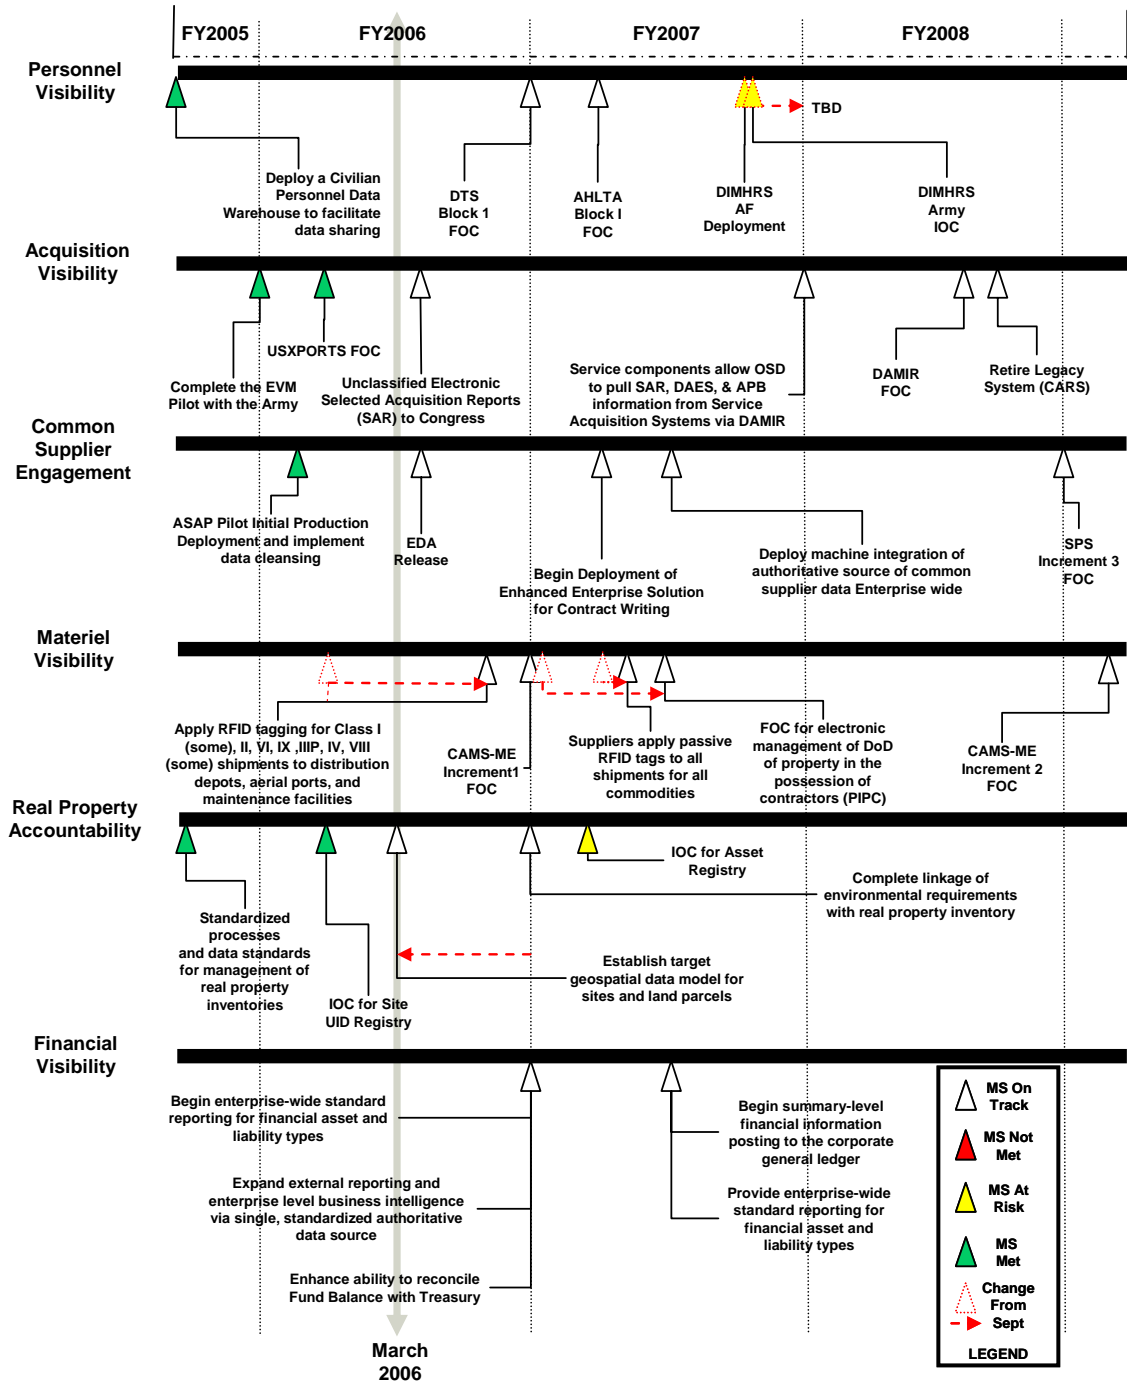 FY2005
FY2006
FY2007
FY2008
Personnel
Visibility
TBD
Deploy a Civilian
Personnel Data
Warehouse to facilitate
data sharing
DTS
Block 1
FOC
AHLTA
Block I
FOC
DIMHRS
AF
Deployment
DIMHRS
Army
IOC
Acquisition
Visibility
Complete the EVM
Pilot with the Army
USXPORTS FOC
Unclassified Electronic
Selected Acquisition Reports
(SAR) to Congress
Service components allow OSD
to pull SAR, DAES, & APB
information from Service
Acquisition Systems via DAMIR
DAMIR
FOC
Retire Legacy
System (CARS)
Common
Supplier
Engagement
ASAP Pilot Initial Production
Deployment and implement
data cleansing
EDA
Release
Begin Deployment of
Enhanced Enterprise Solution
for Contract Writing
Deploy machine integration of
authoritative source of common
supplier data Enterprise wide
SPS
Increment 3
FOC
Materiel
Visibility
Apply RFID tagging for Class I
(some), II, VI, IX ,IIIP, IV, VIII
(some) shipments to distribution
depots, aerial ports, and
maintenance facilities
CAMS-ME
Increment1
FOC
Suppliers apply passive
RFID tags to all
shipments for all
commodities
FOC for electronic
management of DoD
of property in the
possession of
contractors (PIPC)
CAMS-ME
Increment 2
FOC
Real Property
Accountability
Standardized
processes
and data standards
for management of
real property
inventories
IOC for Site
UID Registry
Establish target
geospatial data model for
sites and land parcels
IOC for Asset
Registry
Complete linkage of
environmental requirements
with real property inventory
Financial
Visibility
Begin enterprise-wide standard
reporting for financial asset and
liability types
Expand external reporting and
enterprise level business intelligence
via single, standardized authoritative
data source
Enhance ability to reconcile
Fund Balance with Treasury
Begin summary-level
financial information
posting to the corporate
general ledger
Provide enterprise-wide
standard reporting for
financial asset and
liability types
MS On
Track
MS Not
Met
MS At
Risk
MS
Met
Change
From
Sept
LEGEND
March
2006